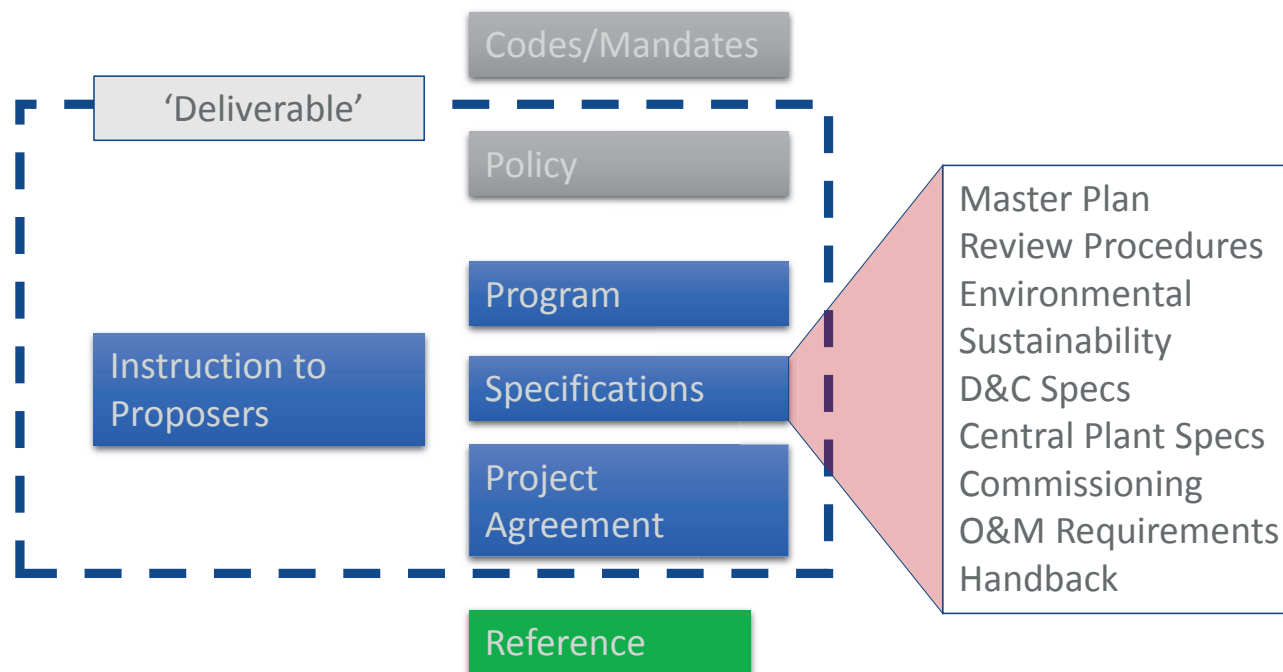 Codes/Mandates
‘Deliverable’
Policy
Program
Instruction to
Proposers
Specifications
Project
Agreement
Reference
Master Plan
Review Procedures
Environmental
Sustainability
D&C Specs
Central Plant Specs
Commissioning
O&M Requirements
Handback